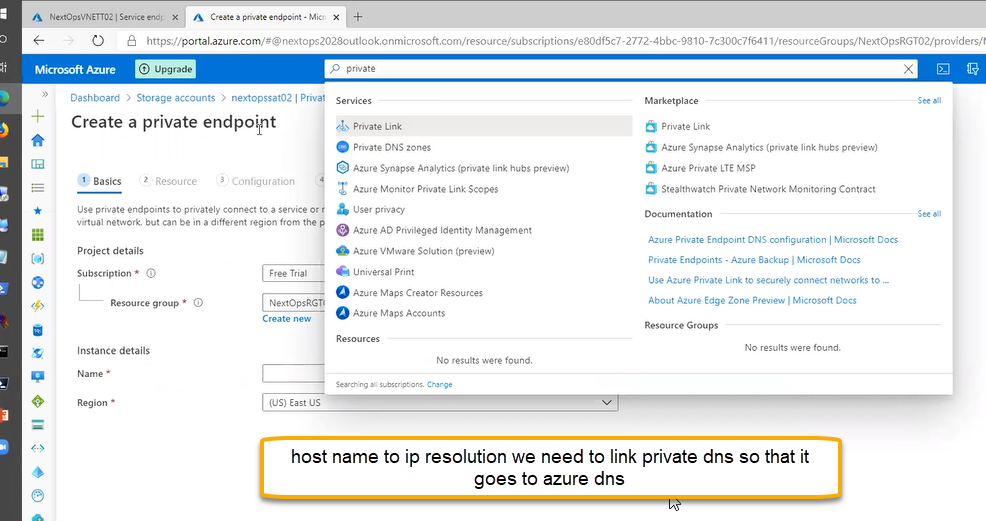 NextOpsVNETT02 | Service endp
Create a private endpoint - Micr
https://portal.azure.com/#@nextops2028outlook.onmicrosoft.com/resource/subscriptions/e80df5c7-2772-4bbc-9810-7c300c7f6411/resourceGroups/NextOpsRGT02/providers/M
Microsoft Azure
Upgrade
private
Dashboard > Storage accounts > nextopssat02 | Privat
Create a private endpoint
1 Basics
2 Resource
3 Configuration
4
Use private endpoints to privately connect to a service or r
virtual network, but can be in a different region from the p
Project details
Subscription *
Free Trial
Resource group *
NextOpsRGT0
Create new
Instance details
Name *
Region *
(US) East US
Services
Private Link
Private DNS zones
Azure Synapse Analytics (private link hubs preview)
Azure Monitor Private Link Scopes
User privacy
Azure AD Privileged Identity Management
Azure VMware Solution (preview)
Universal Print
Azure Maps Creator Resources
Azure Maps Accounts
Resources
No results were found.
Searching all subscriptions. Change
Marketplace
See all
Private Link
Azure Synapse Analytics (private link hubs preview)
Azure Private LTE MSP
Stealthwatch Private Network Monitoring Contract
Documentation
See all
Azure Private Endpoint DNS configuration | Microsoft Docs
Private Endpoints - Azure Backup | Microsoft Docs
Use Azure Private Link to securely connect networks to ...
About Azure Edge Zone Preview | Microsoft Docs
Resource Groups
No results were found.
host name to ip resolution we need to link private dns so that it
goes to azure dns